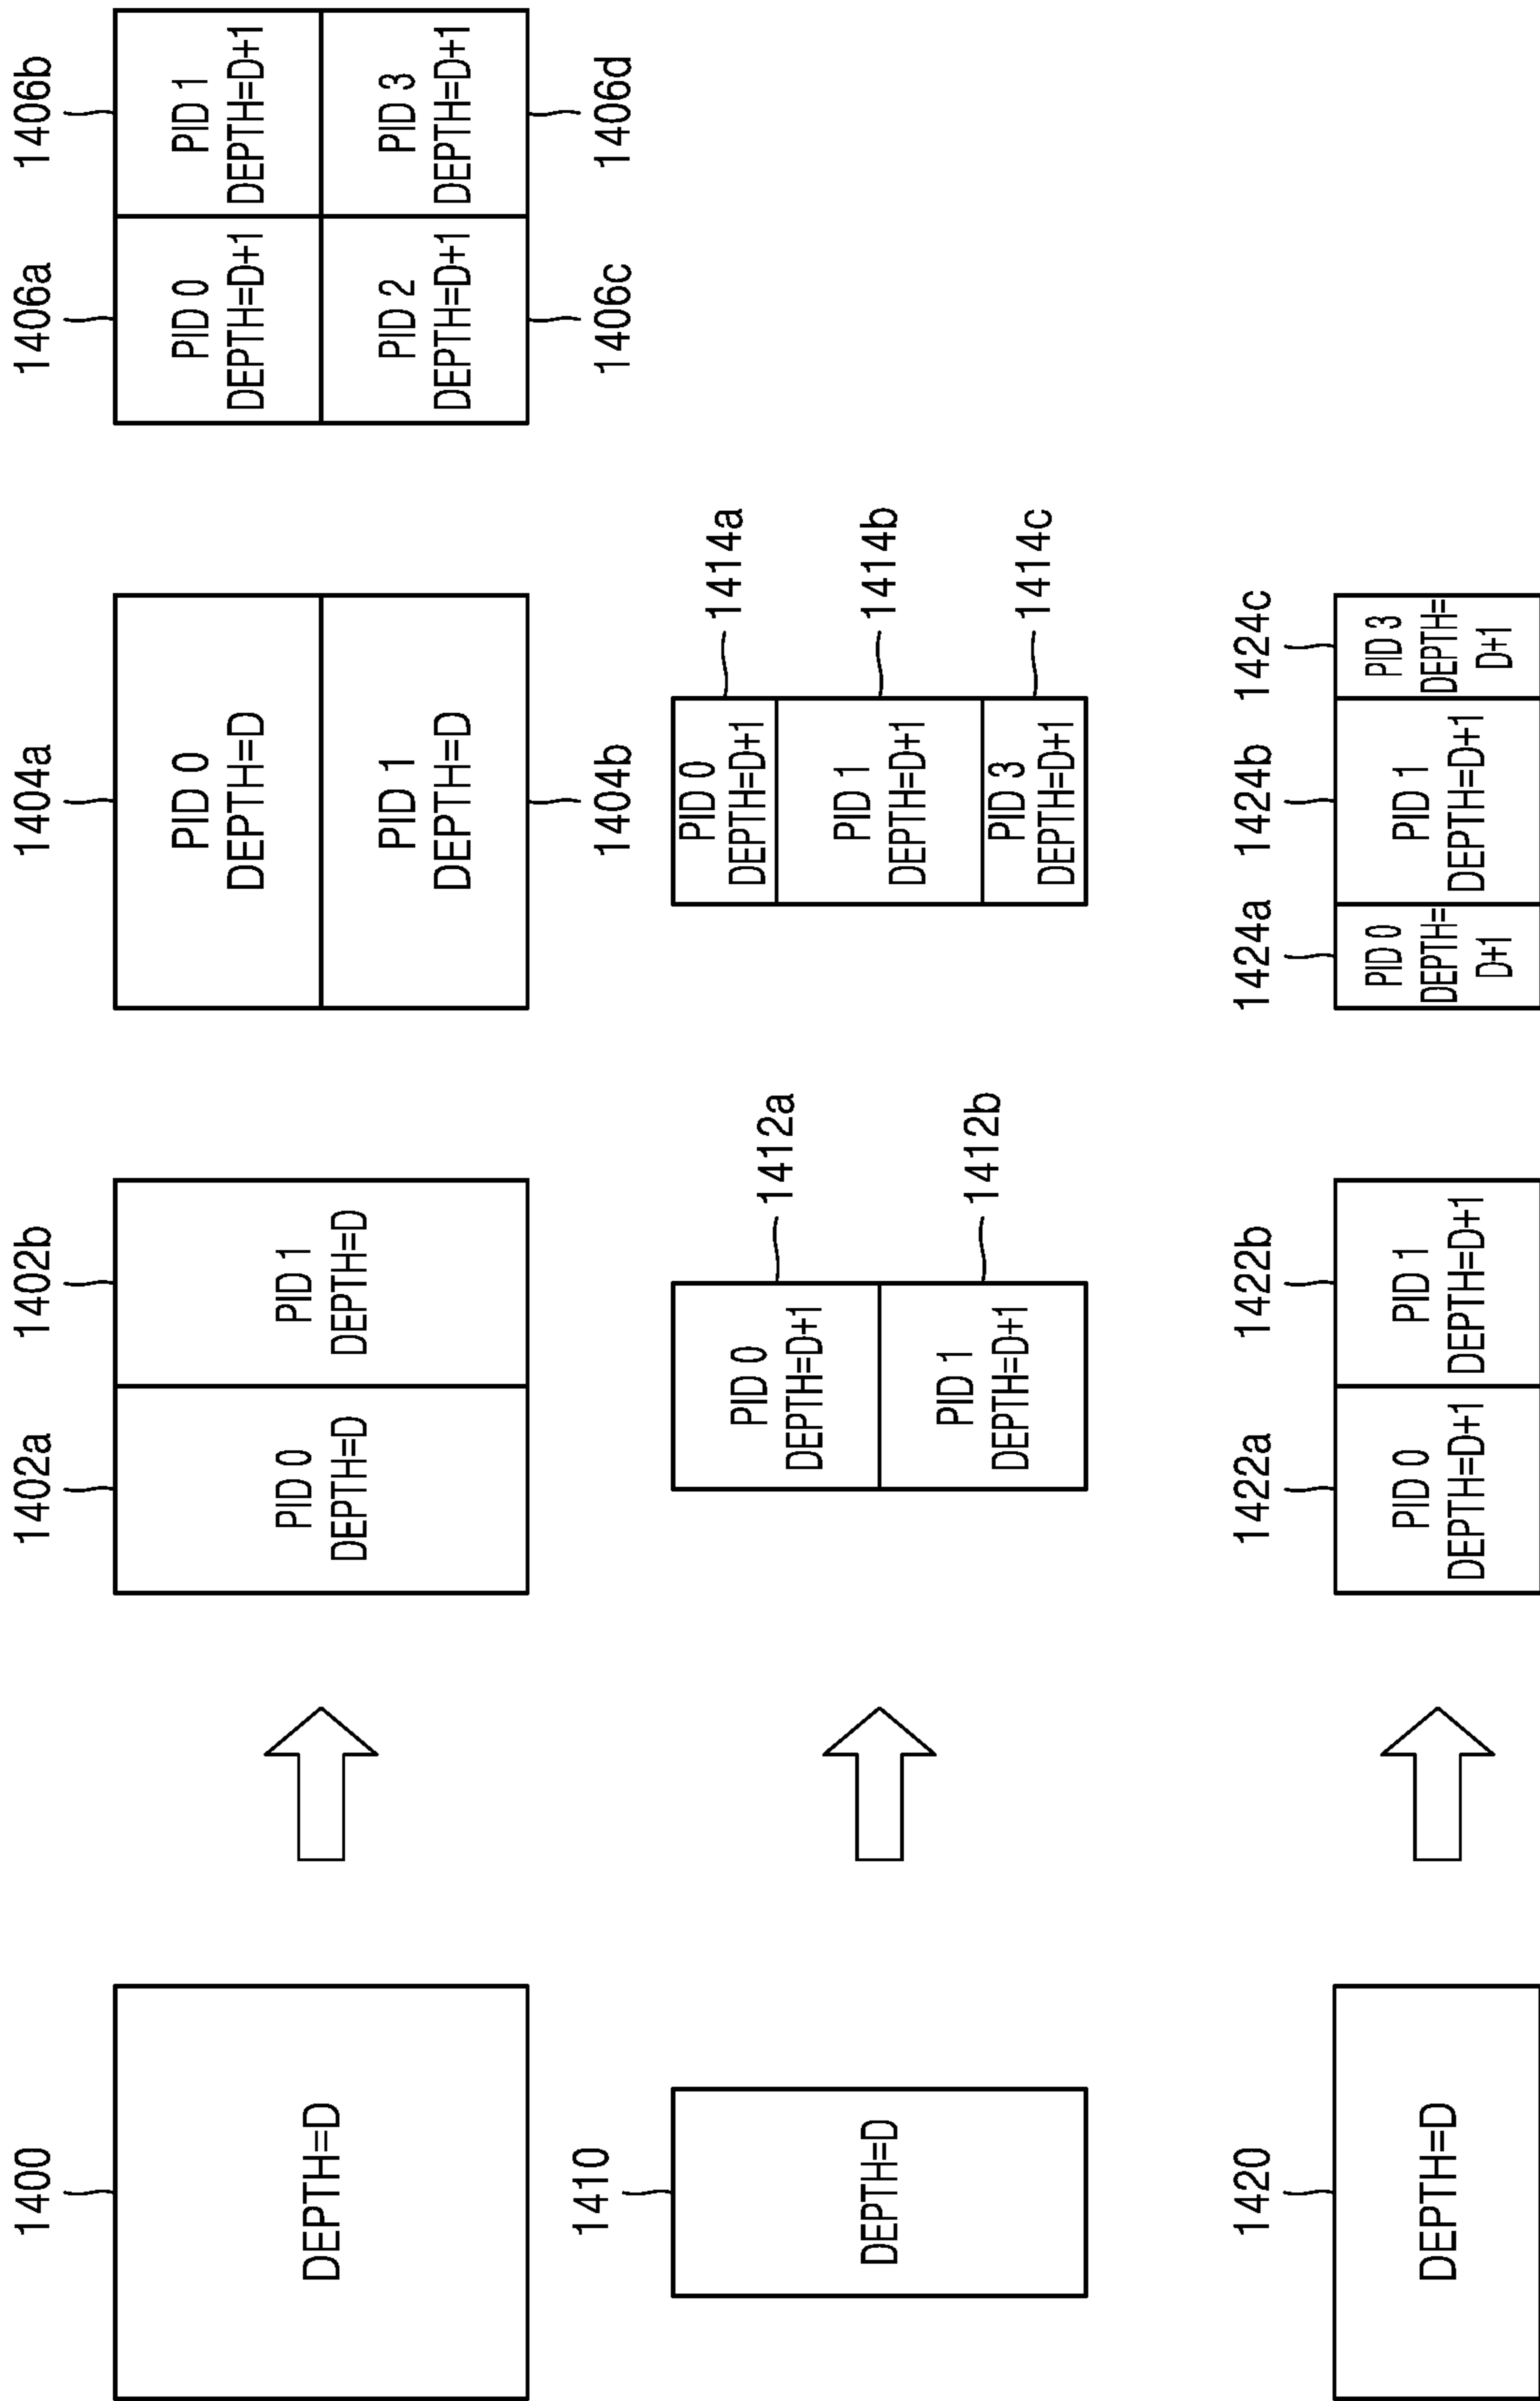 1400
1402a
1402b
1404a
1406a
1406b
DEPTH=D
PID 0
DEPTH=D
PID 1
DEPTH=D
PID 0
DEPTH=D
PID 1
DEPTH=D
PID 0
DEPTH=D+1
PID 1
DEPTH=D+1
PID 2
DEPTH=D+1
PID 3
DEPTH=D+1
1404b
1406c
1406d
1410
DEPTH=D
PID 0
DEPTH=D+1
1412a
PID 1
DEPTH=D+1
1412b
PID 0
DEPTH=D+1
1414a
PID 1
DEPTH=D+1
1414b
PID 3
DEPTH=D+1
1414c
1420
1422a
1422b
1424a
1424b
1424c
DEPTH=D
PID 0
DEPTH=D+1
PID 1
DEPTH=D+1
PID 0
DEPTH=
D+1
PID 1
DEPTH=D+1
PID 3
DEPTH=
D+1